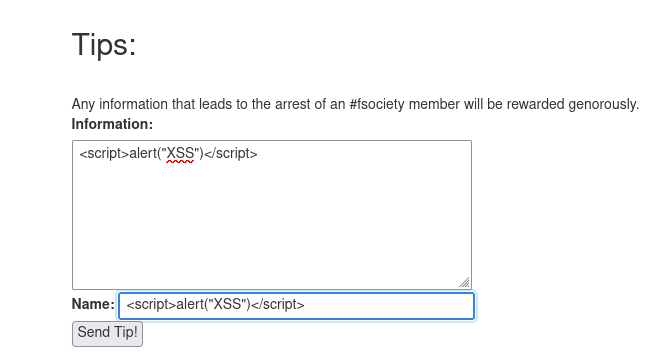 Tips:
Any information that leads to the arrest of an #fsociety member will be rewarded genorously.
Information:
<script>alert("XSS")</script>
Name: <script>alert("XSS")</script>
Send Tip!